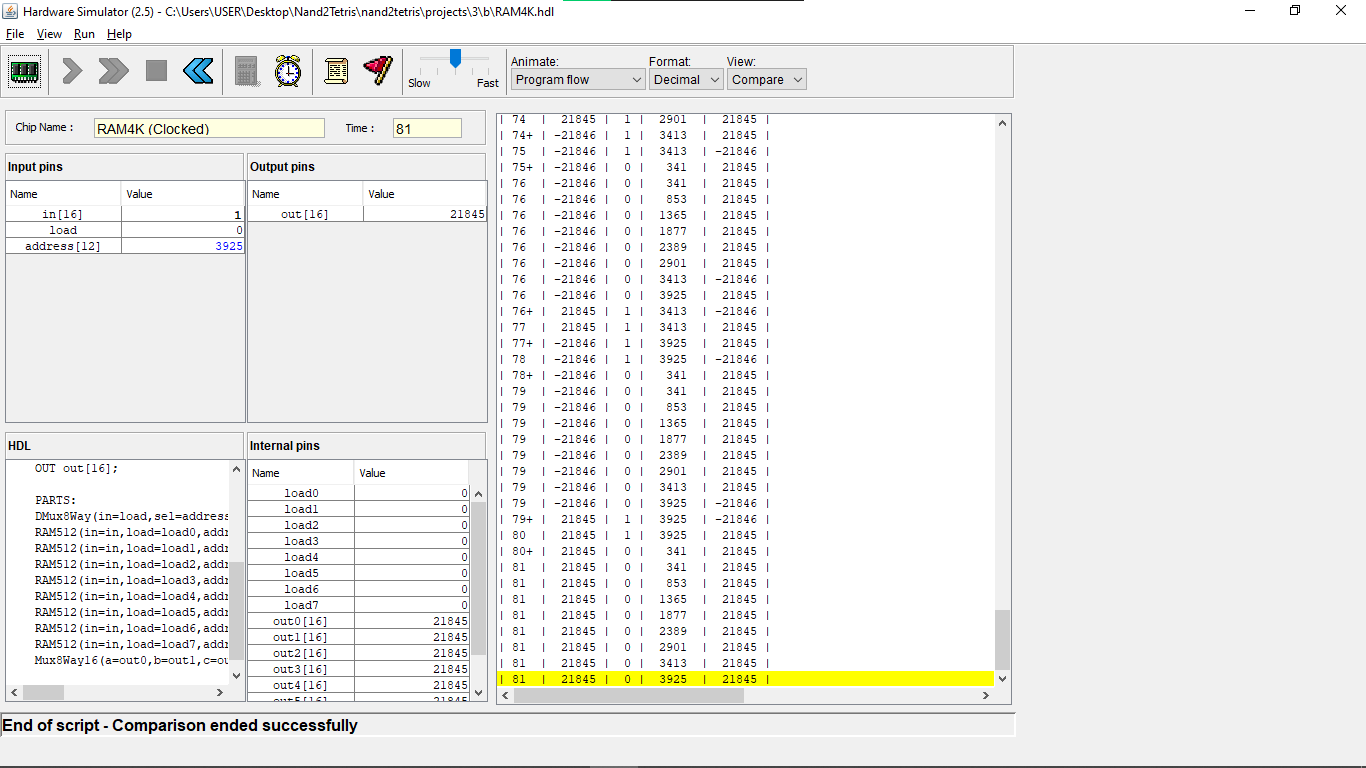 Hardware Simulator (2.5) - C:\Users\USER\Desktop\Nand2Tetris\nand2tetris\projects\3\b\RAM4K.hdl
File View Run Help
Slow Fast
Animate: Format: View:
Program flow Decimal Compare
Chip Name : RAM4K (Clocked) Time : 81
Input pins
Name Value
in[16] 1
load 0
address[12] 3925
Output pins
Name Value
out[16] 21845
HDL
OUT out[16];
PARTS:
DMux8Way(in=load,sel=address
RAM512(in=in,load=load0,addr
RAM512(in=in,load=load1,addr
RAM512(in=in,load=load2,addr
RAM512(in=in,load=load3,addr
RAM512(in=in,load=load4,addr
RAM512(in=in,load=load5,addr
RAM512(in=in,load=load6,addr
RAM512(in=in,load=load7,addr
Mux8Way16(a=out0,b=out1,c=ou
Internal pins
Name Value
load0 0
load1 0
load2 0
load3 0
load4 0
load5 0
load6 0
load7 0
out0[16] 21845
out1[16] 21845
out2[16] 21845
out3[16] 21845
out4[16] 21845
out5[16] 21845
| 74 | 21845 | 1 | 2901 | 21845 |
| 74+ | -21846 | 1 | 3413 | 21845 |
| 75 | -21846 | 1 | 3413 | -21846 |
| 75+ | -21846 | 0 | 341 | 21845 |
| 76 | -21846 | 0 | 341 | 21845 |
| 76 | -21846 | 0 | 853 | 21845 |
| 76 | -21846 | 0 | 1365 | 21845 |
| 76 | -21846 | 0 | 1877 | 21845 |
| 76 | -21846 | 0 | 2389 | 21845 |
| 76 | -21846 | 0 | 2901 | 21845 |
| 76 | -21846 | 0 | 3413 | -21846 |
| 76 | -21846 | 0 | 3925 | 21845 |
| 76+ | 21845 | 1 | 3413 | -21846 |
| 77 | 21845 | 1 | 3413 | 21845 |
| 77+ | -21846 | 1 | 3925 | 21845 |
| 78 | -21846 | 1 | 3925 | -21846 |
| 78+ | -21846 | 0 | 341 | 21845 |
| 79 | -21846 | 0 | 341 | 21845 |
| 79 | -21846 | 0 | 853 | 21845 |
| 79 | -21846 | 0 | 1365 | 21845 |
| 79 | -21846 | 0 | 1877 | 21845 |
| 79 | -21846 | 0 | 2389 | 21845 |
| 79 | -21846 | 0 | 2901 | 21845 |
| 79 | -21846 | 0 | 3413 | 21845 |
| 79 | -21846 | 0 | 3925 | -21846 |
| 79+ | 21845 | 1 | 3925 | -21846 |
| 80 | 21845 | 1 | 3925 | 21845 |
| 80+ | 21845 | 0 | 341 | 21845 |
| 81 | 21845 | 0 | 341 | 21845 |
| 81 | 21845 | 0 | 853 | 21845 |
| 81 | 21845 | 0 | 1365 | 21845 |
| 81 | 21845 | 0 | 1877 | 21845 |
| 81 | 21845 | 0 | 2389 | 21845 |
| 81 | 21845 | 0 | 2901 | 21845 |
| 81 | 21845 | 0 | 3413 | 21845 |
| 81 | 21845 | 0 | 3925 | 21845 |
End of script - Comparison ended successfully